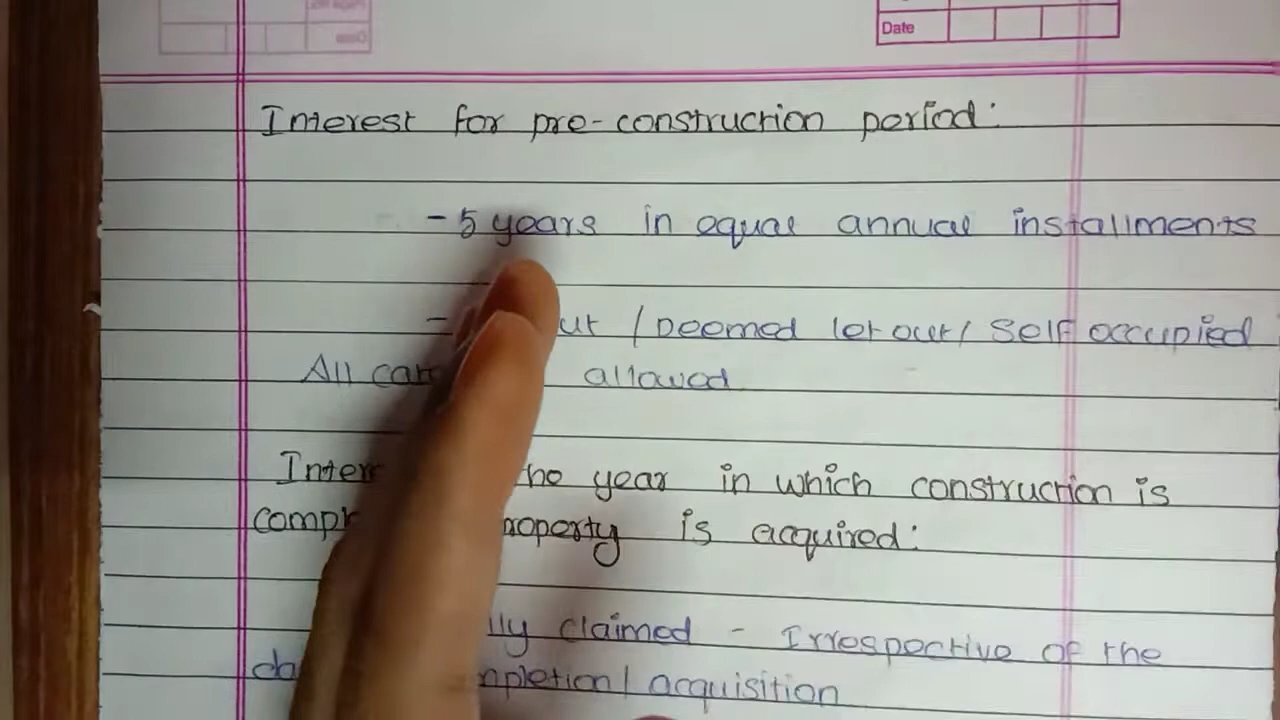 Date
Interest for pre-construction period:
- 5 years in equal annual installments
- ut / Deemed let out / Self occupied
All allowed
he year in which construction is
roperty is acquired:
lly claimed - Irrespective of the
mpletion / acquisition